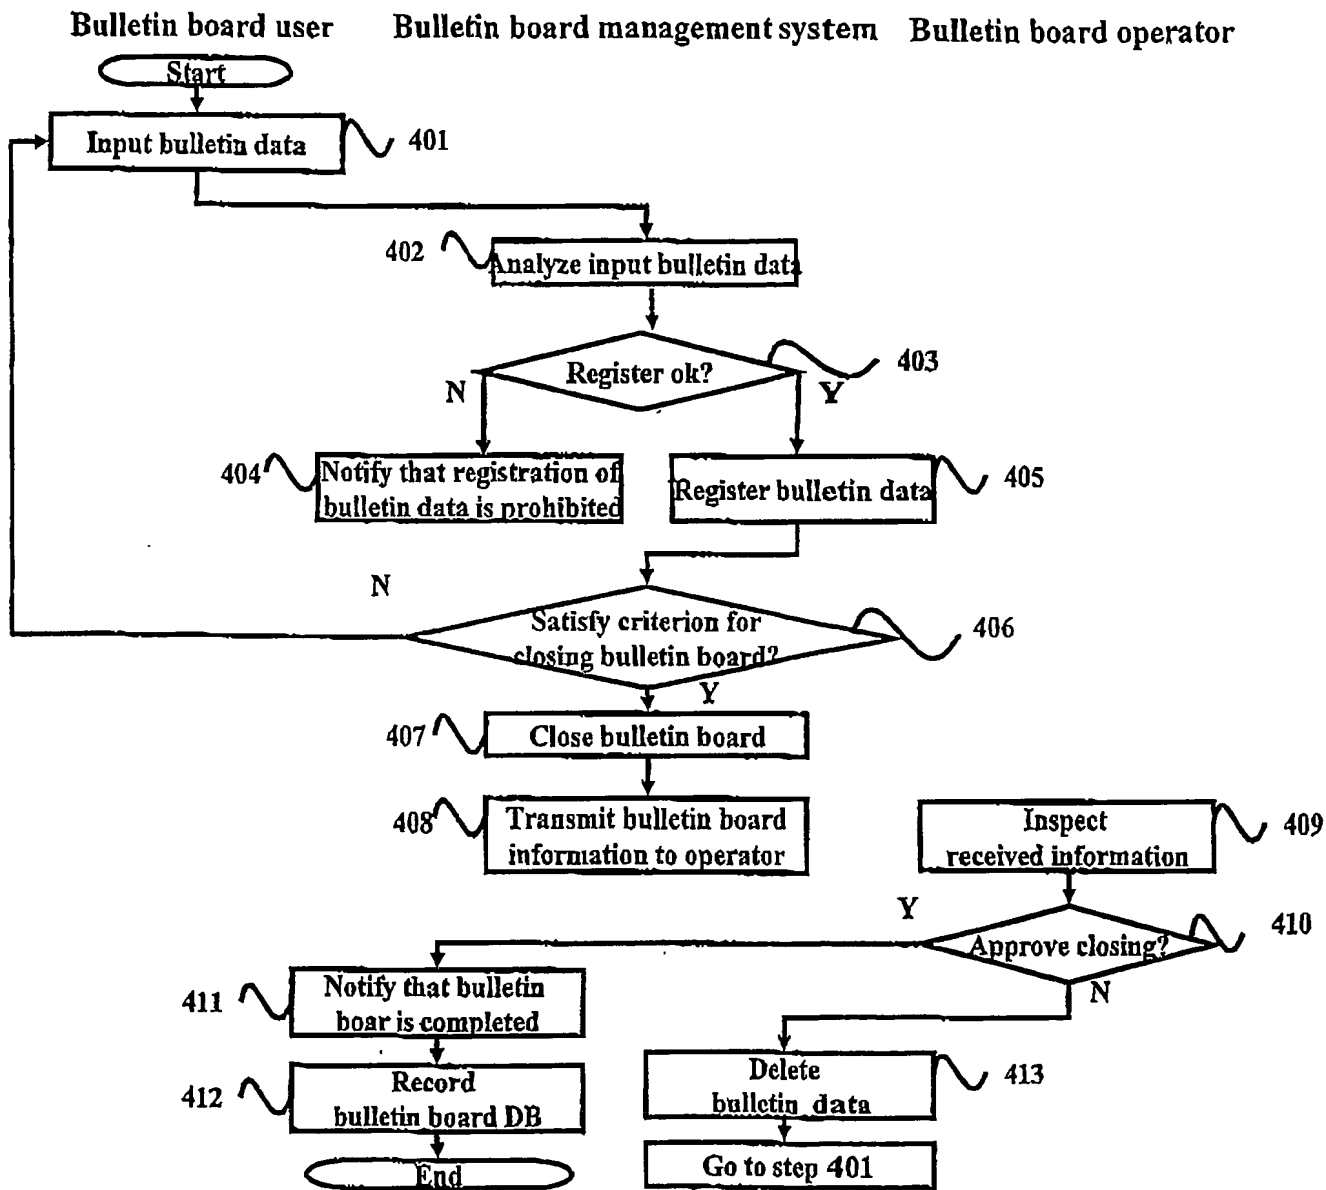 Bulletin board user
Bulletin board management system
Bulletin board operator
Start
Input bulletin data
401
402
Analyze input bulletin data
403
Register ok?
N
Y
404
Notify that registration of
bulletin data is prohibited
Register bulletin data
405
N
Satisfy criterion for
closing bulletin board?
406
Y
407
Close bulletin board
408
Transmit bulletin board
information to operator
Inspect
received information
409
Y
Approve closing?
410
N
411
Notify that bulletin
boar is completed
Delete
bulletin data
413
412
Record
bulletin board DB
Go to step 401
End